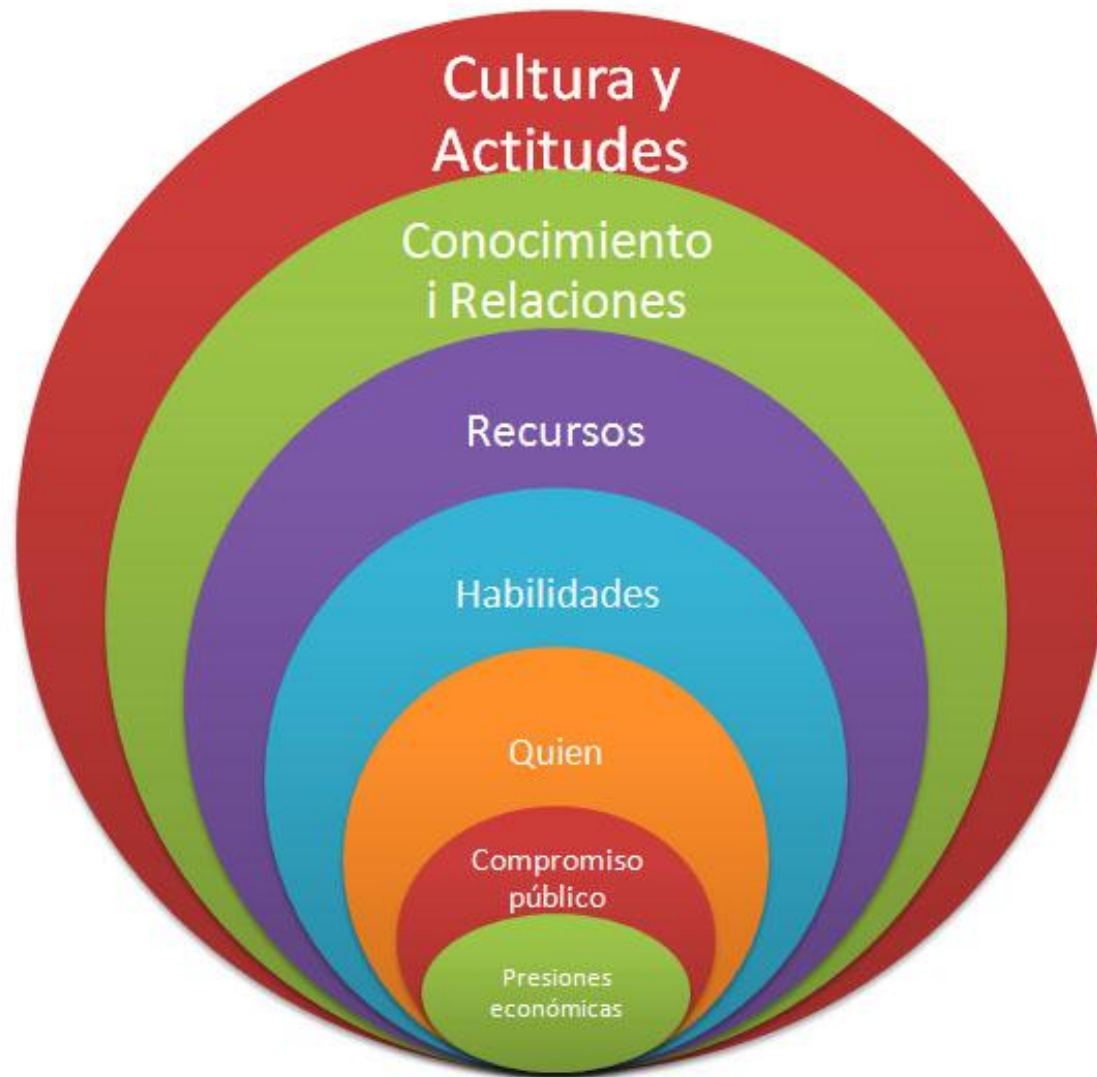 Cultura y
Actitudes
Conocimiento
i Relaciones
Recursos
Habilidades
Quien
Compromiso
público
Presiones
económicas